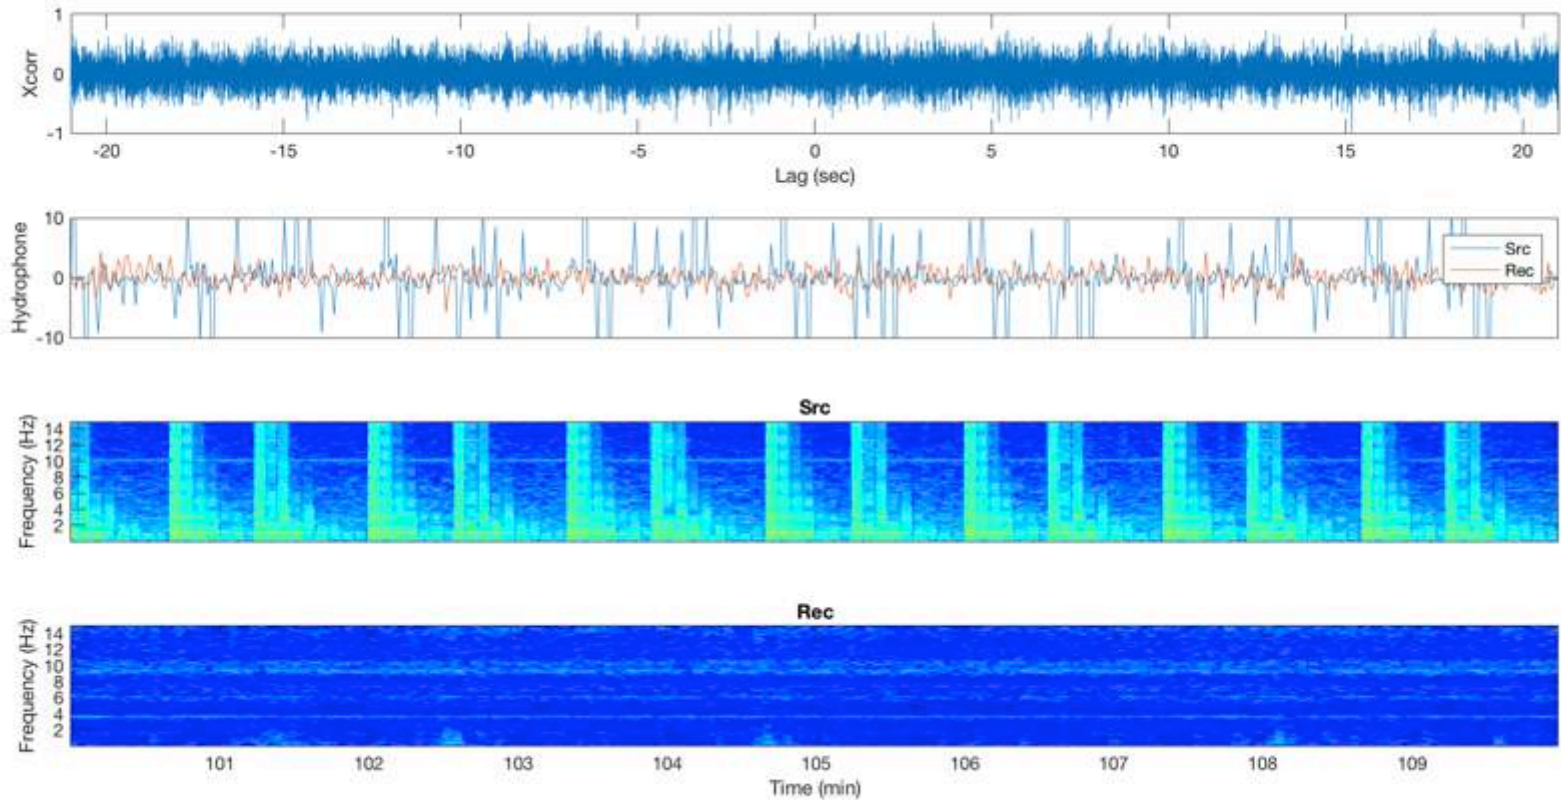 1
0
-1
Xcorr
-20 -15 -10 -5 0 5 10 15 20
Lag (sec)
10
0
-10
Hydrophone
Src
Rec
Src
14
12
10
8
6
4
2
Frequency (Hz)
Rec
14
12
10
8
6
4
2
Frequency (Hz)
101 102 103 104 105 106 107 108 109
Time (min)